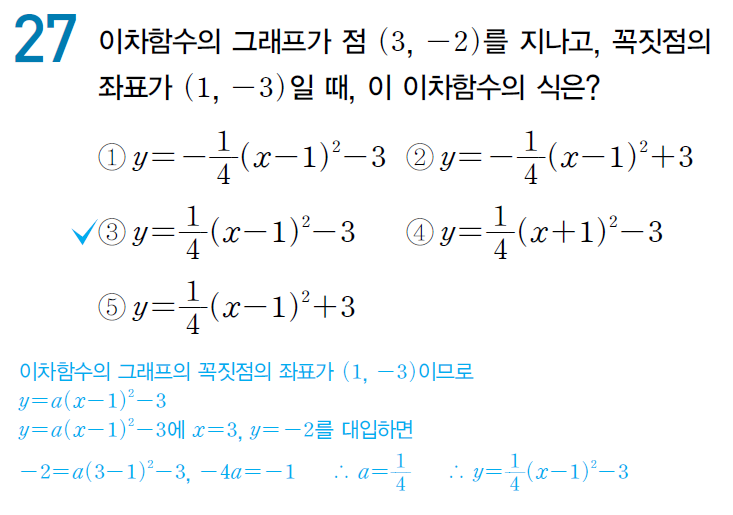 27 이차함수의 그래프가 점 (3, −2)를 지나고, 꼭짓점의
좌표가 (1, −3)일 때, 이 이차함수의 식은?
① y=−1/4(x−1)²−3 ② y=−1/4(x−1)²+3
✓③ y=1/4(x−1)²−3 ④ y=1/4(x+1)²−3
⑤ y=1/4(x−1)²+3
이차함수의 그래프의 꼭짓점의 좌표가 (1, −3)이므로
y=a(x−1)²−3
y=a(x−1)²−3에 x=3, y=−2를 대입하면
−2=a(3−1)²−3, −4a=−1 ∴ a=1/4 ∴ y=1/4(x−1)²−3